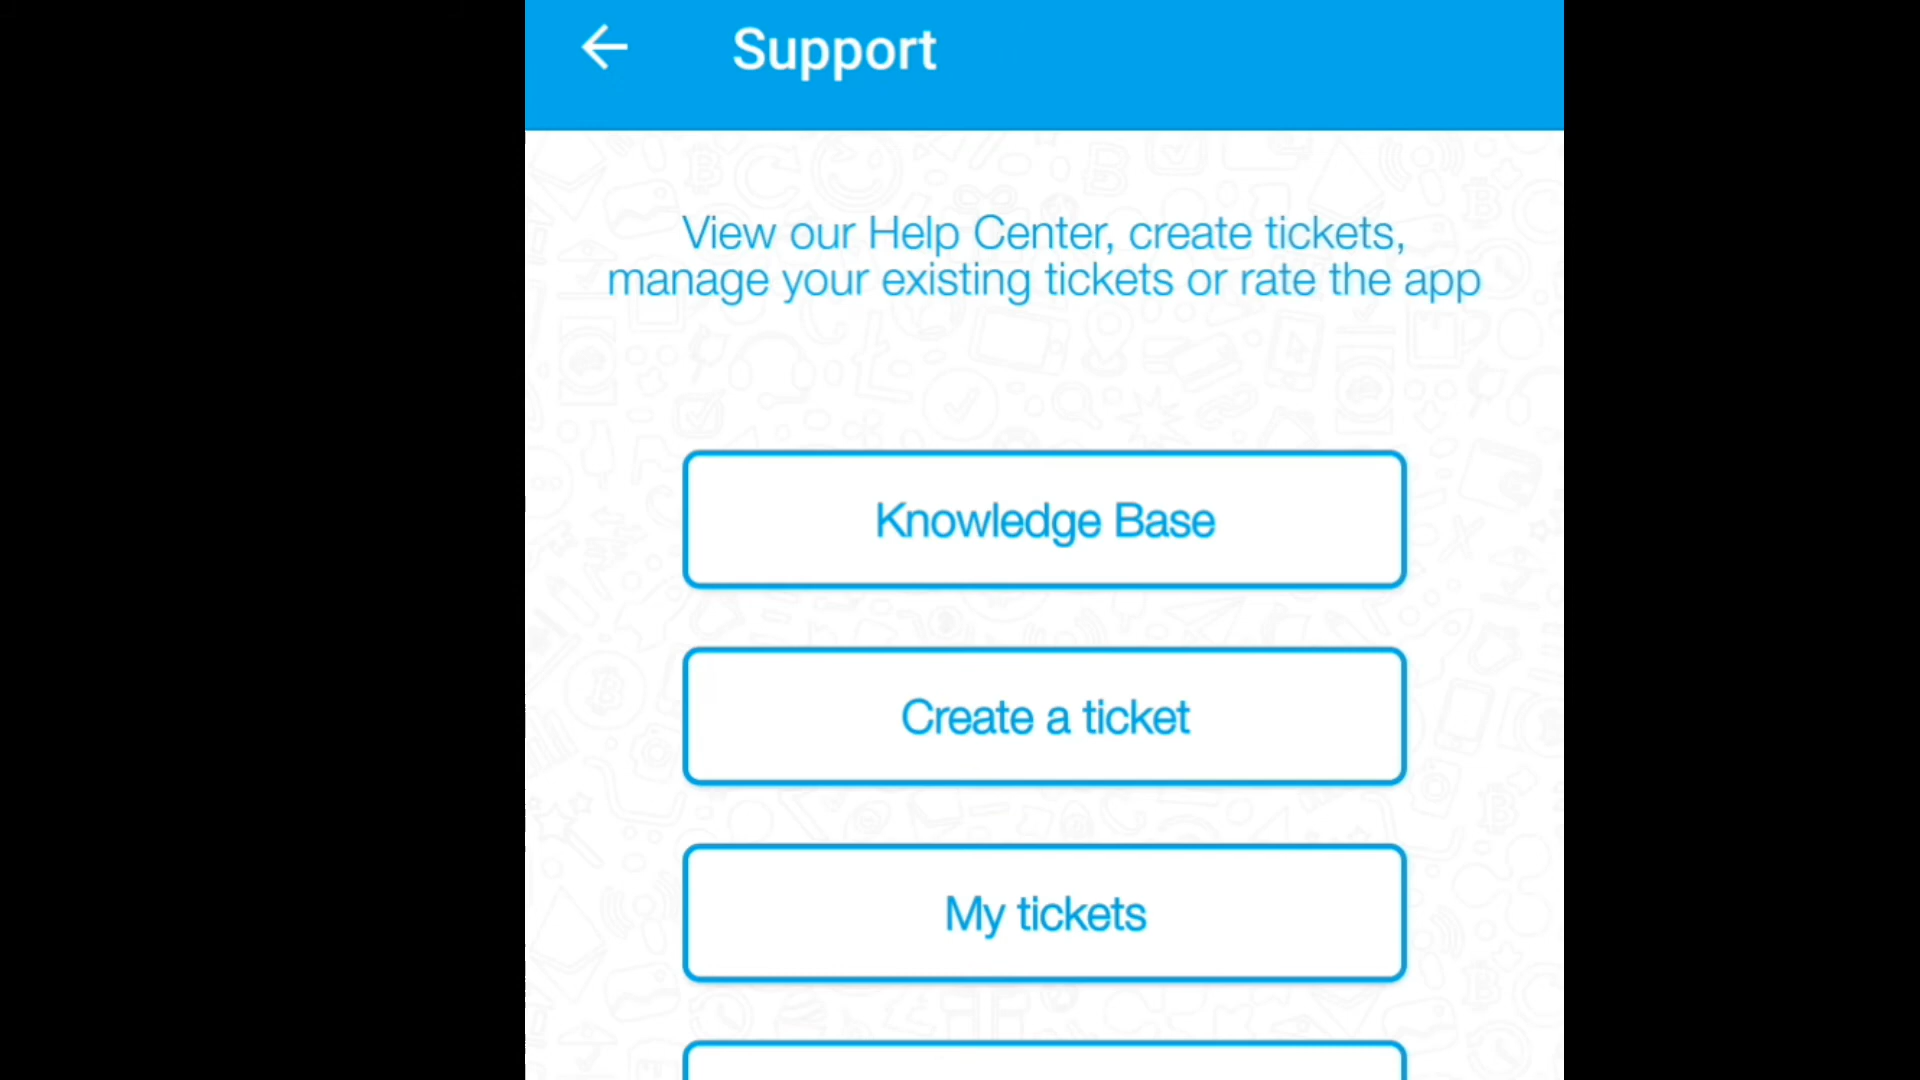 Support
View our Help Center, create tickets,
manage your existing tickets or rate the app
Knowledge Base
Create a ticket
My tickets